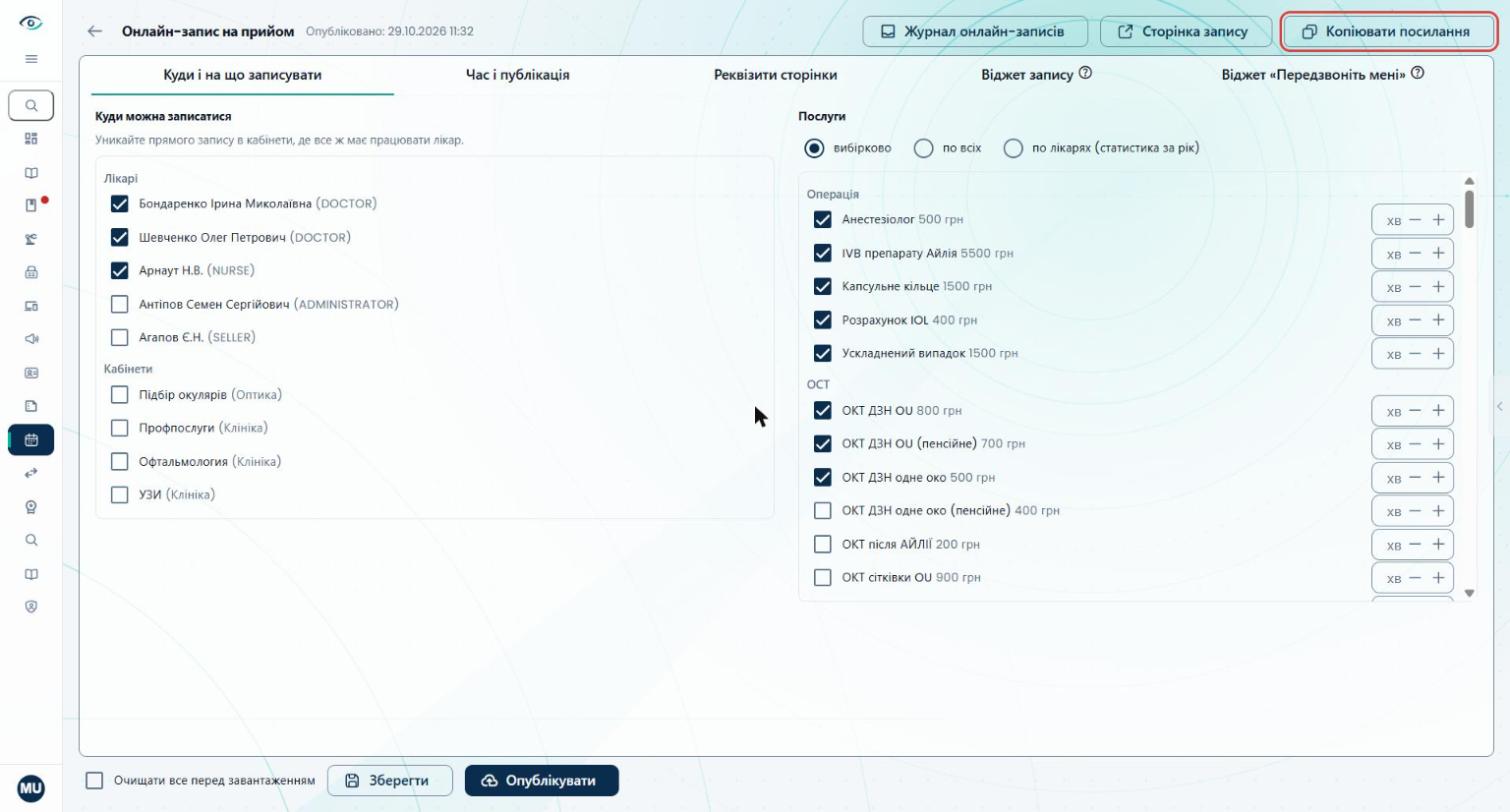 Онлайн-запис на прийом Опубліковано: 29.10.2026 11:32
Журнал онлайн-записів
Сторінка запису
Копіювати посилання
Куди і на що записувати
Час і публікація
Реквізити сторінки
Віджет запису
Віджет «Передзвоніть мені»
Куди можна записатися
Уникайте прямого запису в кабінети, де все ж має працювати лікар.
Лікарі
Бондаренко Ірина Миколаївна (DOCTOR)
Шевченко Олег Петрович (DOCTOR)
Арнаут Н.В. (NURSE)
Антіпов Семен Сергійович (ADMINISTRATOR)
Агапов Є.Н. (SELLER)
Кабінети
Підбір окулярів (Оптика)
Профпослуги (Клініка)
Офтальмология (Клініка)
УЗИ (Клініка)
Послуги
вибірково
по всіх
по лікарях (статистика за рік)
Операція
Анестезіолог 500 грн хв
IVB препарату Айлія 5500 грн хв
Капсульне кільце 1500 грн хв
Розрахунок IOL 400 грн хв
Ускладнений випадок 1500 грн хв
ОСТ
ОКТ ДЗН OU 800 грн хв
ОКТ ДЗН OU (пенсійне) 700 грн хв
ОКТ ДЗН одне око 500 грн хв
ОКТ ДЗН одне око (пенсійне) 400 грн хв
ОКТ після АЙЛІЇ 200 грн хв
ОКТ сітківки OU 900 грн хв
MU
Очищати все перед завантаженням
Зберегти
Опублікувати